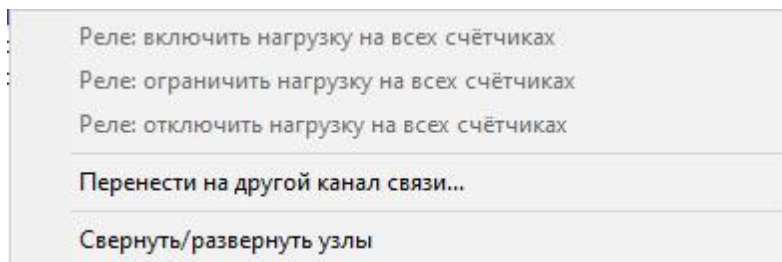 Реле: включить нагрузку на всех счётчиках
Реле: ограничить нагрузку на всех счётчиках
Реле: отключить нагрузку на всех счётчиках
Перенести на другой канал связи...
Свернуть/развернуть узлы